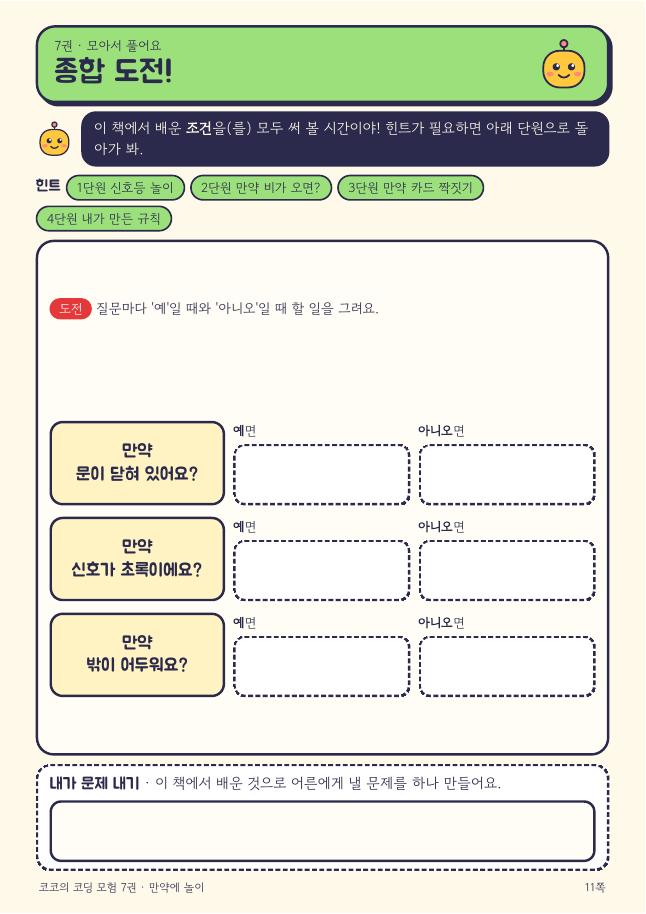 7권 · 모아서 풀어요
종합 도전!
이 책에서 배운 조건을(를) 모두 써 볼 시간이야! 힌트가 필요하면 아래 단원으로 돌
아가 봐.
힌트 1단원 신호등 놀이 2단원 만약 비가 오면? 3단원 만약 카드 짝짓기
4단원 내가 만든 규칙
도전 질문마다 '예'일 때와 '아니오'일 때 할 일을 그려요.
만약
문이 닫혀 있어요?
예면 아니오면
만약
신호가 초록이에요?
예면 아니오면
만약
밖이 어두워요?
예면 아니오면
내가 문제 내기 · 이 책에서 배운 것으로 어른에게 낼 문제를 하나 만들어요.
코코의 코딩 모험 7권 · 만약에 놀이 11쪽